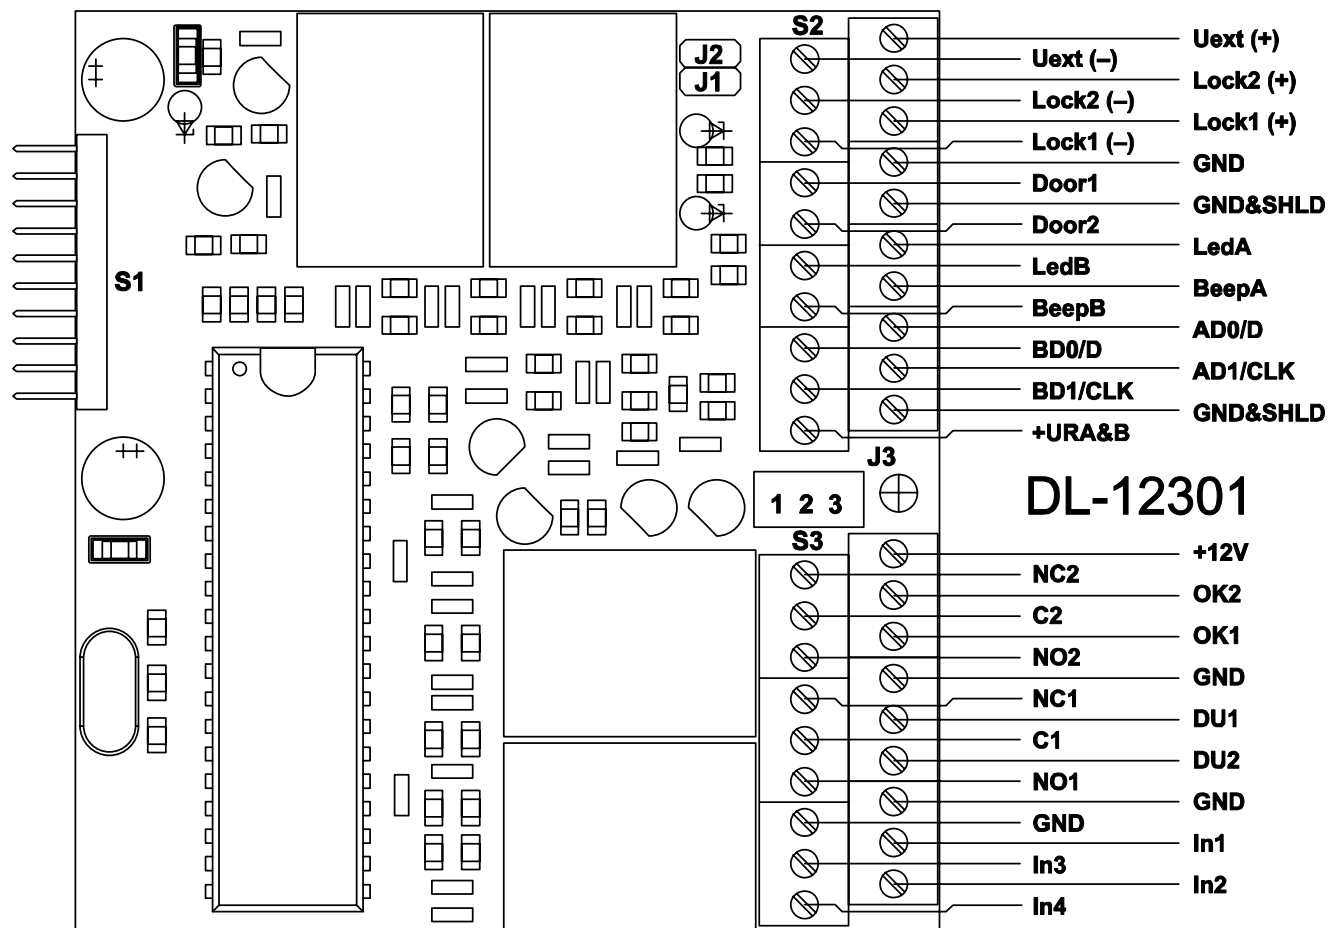 S2
Uext (+)
Uext (–)
J2
Lock2 (+)
J1
Lock2 (–)
Lock1 (+)
Lock1 (–)
GND
Door1
GND&SHLD
Door2
LedA
LedB
S1
BeepA
BeepB
AD0/D
BD0/D
AD1/CLK
BD1/CLK
GND&SHLD
+URA&B
J3
DL-12301
1 2 3
S3
+12V
NC2
OK2
C2
OK1
NO2
GND
NC1
DU1
C1
DU2
NO1
GND
GND
In1
In3
In2
In4